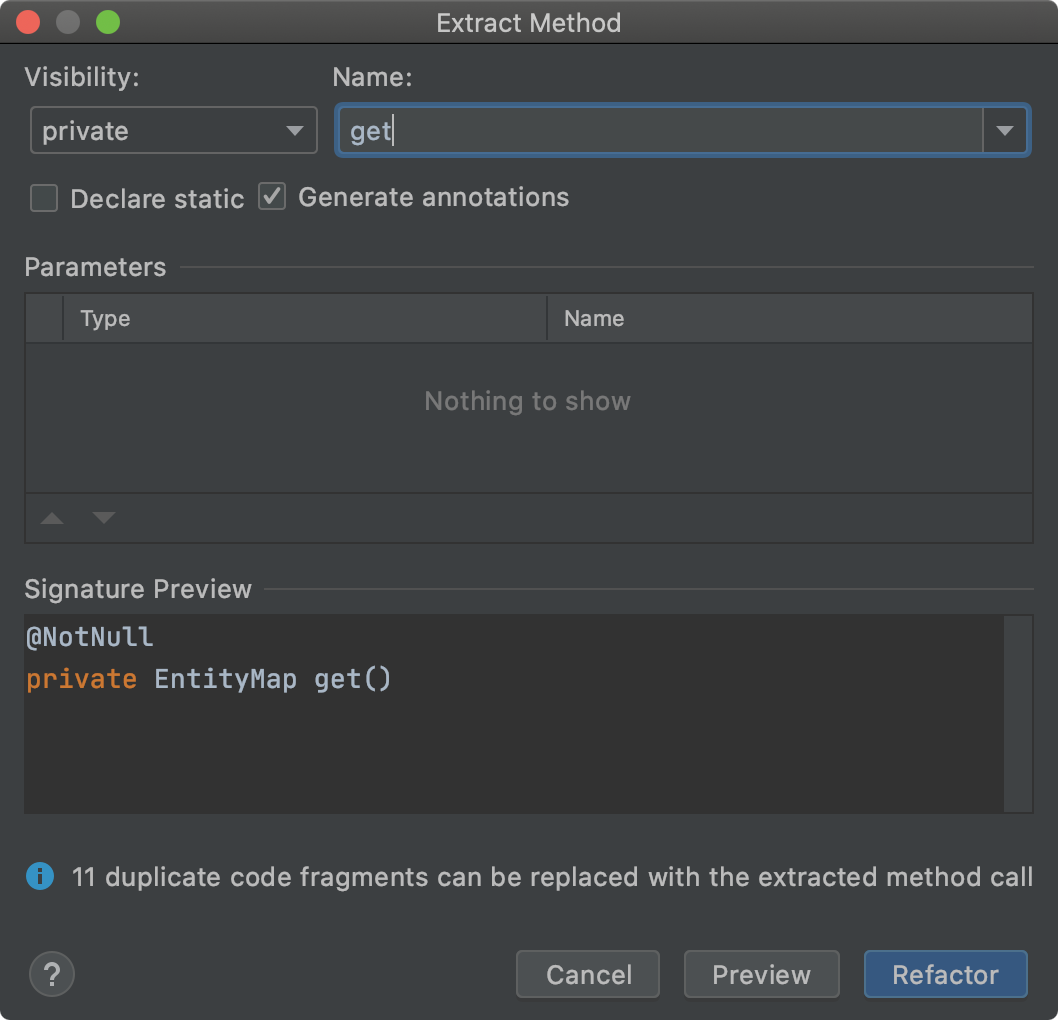 Extract Method
Visibility: Name:
private get
Declare static Generate annotations
Parameters
Type Name
Nothing to show
Signature Preview
@NotNull
private EntityMap get()
11 duplicate code fragments can be replaced with the extracted method call
? Cancel Preview Refactor